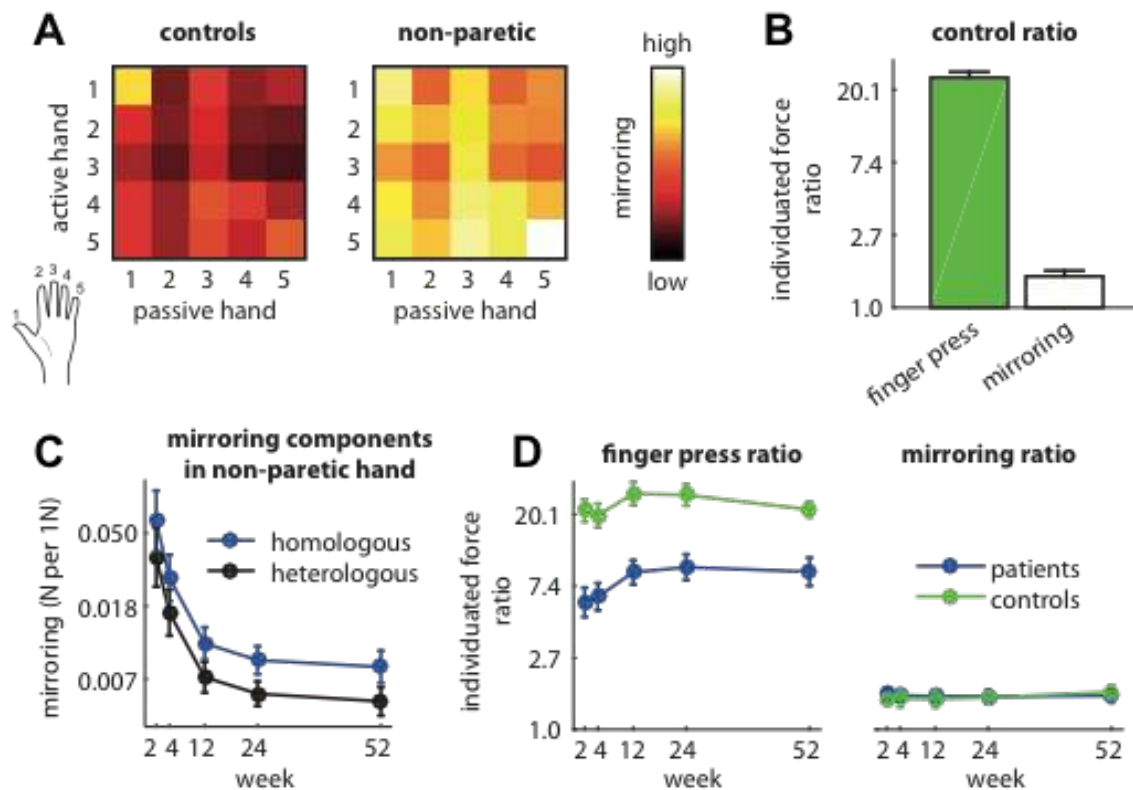 A
controls
non-paretic
active hand
1
2
3
4
5
1 2 3 4 5
passive hand
1 2 3 4 5
passive hand
high
mirroring
low
1 2 3 4 5
B
control ratio
individuated force
ratio
20.1
7.4
2.7
1.0
finger press
mirroring
C
mirroring components
in non-paretic hand
mirroring (N per 1N)
0.050
0.018
0.007
homologous
heterologous
2 4 12 24 52
week
D
finger press ratio
individuated force
ratio
20.1
7.4
2.7
1.0
2 4 12 24 52
week
mirroring ratio
patients
controls
2 4 12 24 52
week